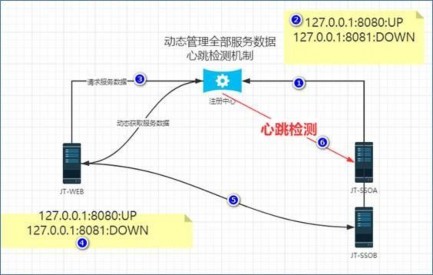 动态管理全部服务数据
心跳检测机制
②
127.0.0.1:8080:UP
127.0.0.1:8081:DOWN
③
请求服务数据
①
注册中心
动态获取服务数据
心跳检测
⑥
JT-WEB
JT-SSOA
⑤
127.0.0.1:8080:UP
127.0.0.1:8081:DOWN
④
JT-SSOB